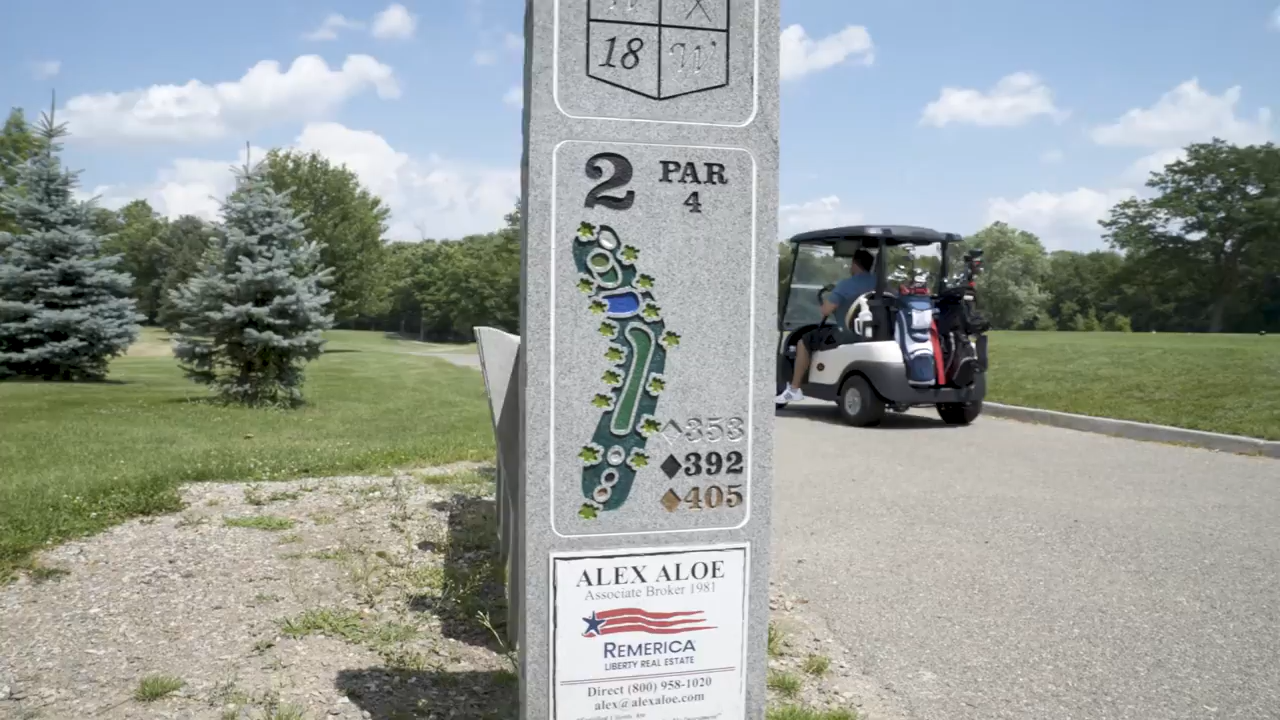 18 W
2 PAR
4
353
392
405
ALEX ALOE
Associate Broker 1981
REMERICA
LIBERTY REAL ESTATE
Direct (800) 958-1020
alex@alexaloe.com